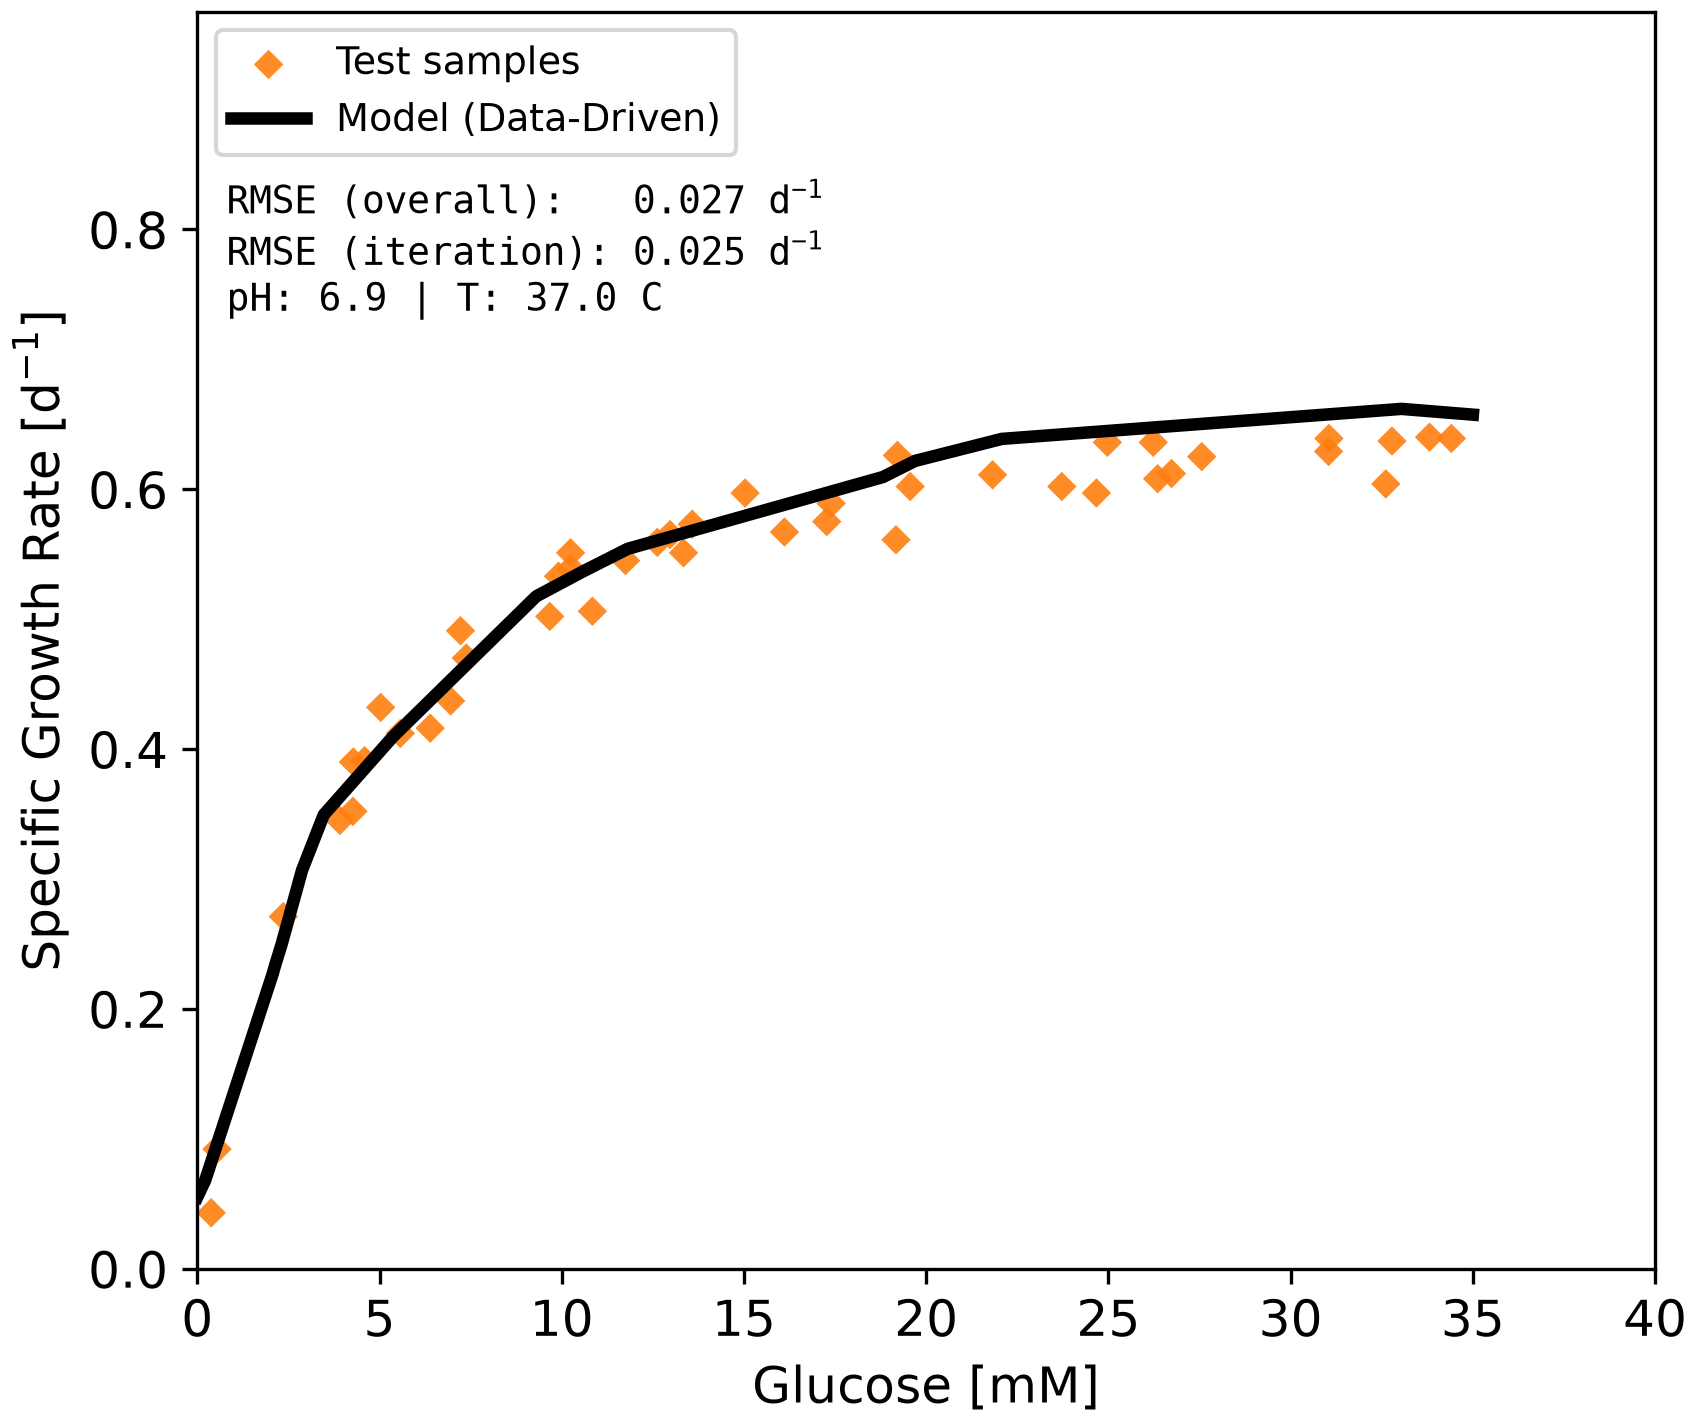 Test samples
Model (Data-Driven)
RMSE (overall):   0.027 d⁻¹
RMSE (iteration): 0.025 d⁻¹
pH: 6.9 | T: 37.0 C
Specific Growth Rate [d⁻¹]
0.8
0.6
0.4
0.2
0.0
0 5 10 15 20 25 30 35 40
Glucose [mM]